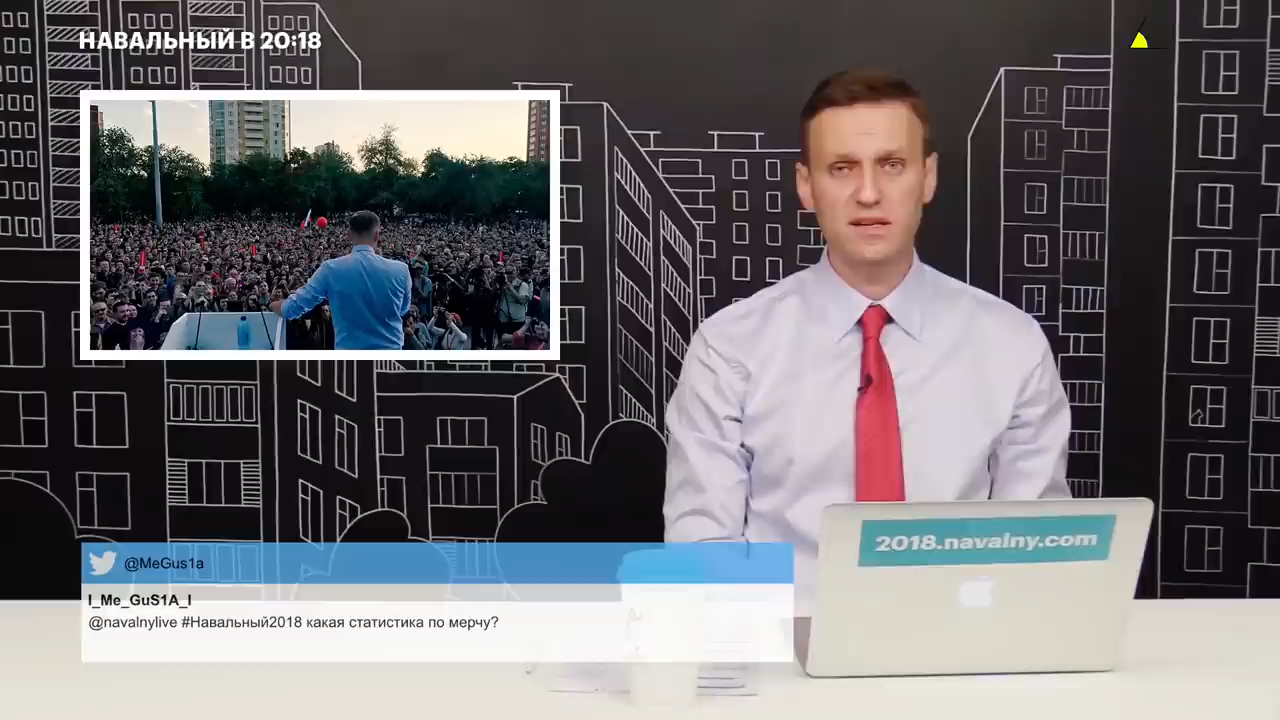 НАВАЛЬНЫЙ В 20:18
2018.navalny.com
@MeGus1a
I_Me_GuS1A_I
@navalnylive #Навальный2018 какая статистика по мерчу?